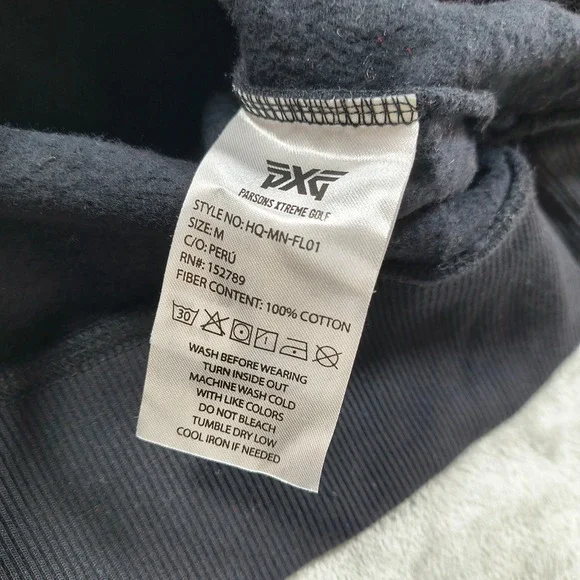 PXG
PARSONS XTREME GOLF
STYLE NO: HQ-MN-FL01
SIZE: M
C/O: PERÚ
RN#: 152789
FIBER CONTENT: 100% COTTON
30 1
WASH BEFORE WEARING
TURN INSIDE OUT
MACHINE WASH COLD
WITH LIKE COLORS
DO NOT BLEACH
TUMBLE DRY LOW
COOL IRON IF NEEDED